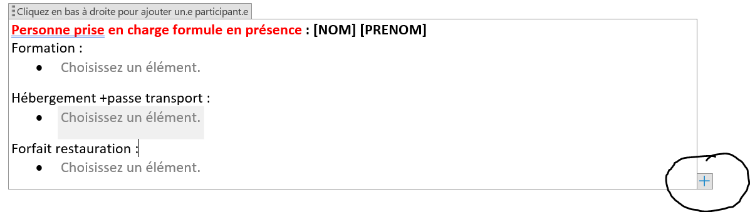 Cliquez en bas à droite pour ajouter un.e participant.e
Personne prise en charge formule en présence : [NOM] [PRENOM]
Formation :
• Choisissez un élément.
Hébergement +passe transport :
• Choisissez un élément.
Forfait restauration :
• Choisissez un élément.
+